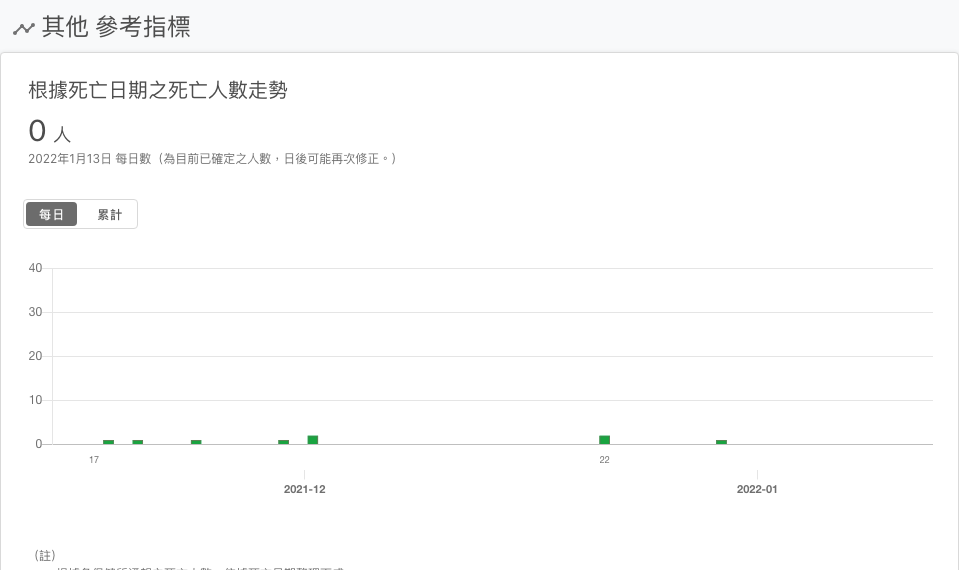 其他 參考指標
根據死亡日期之死亡人數走勢
0 人
2022年1月13日 每日數（為目前已確定之人數，日後可能再次修正。）
每日 累計
40
30
20
10
0
17 22
2021-12 2022-01
（註）